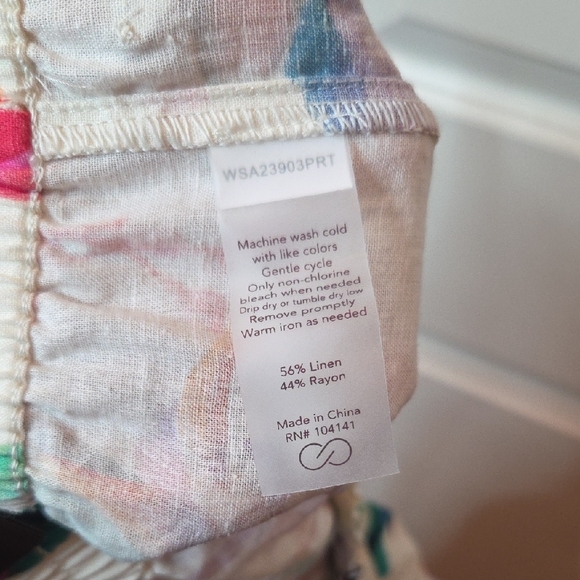 WSA23903PRT
Machine wash cold
with like colors
Gentle cycle
Only non-chlorine
bleach when needed
Drip dry or tumble dry low
Remove promptly
Warm iron as needed
56% Linen
44% Rayon
Made in China
RN# 104141